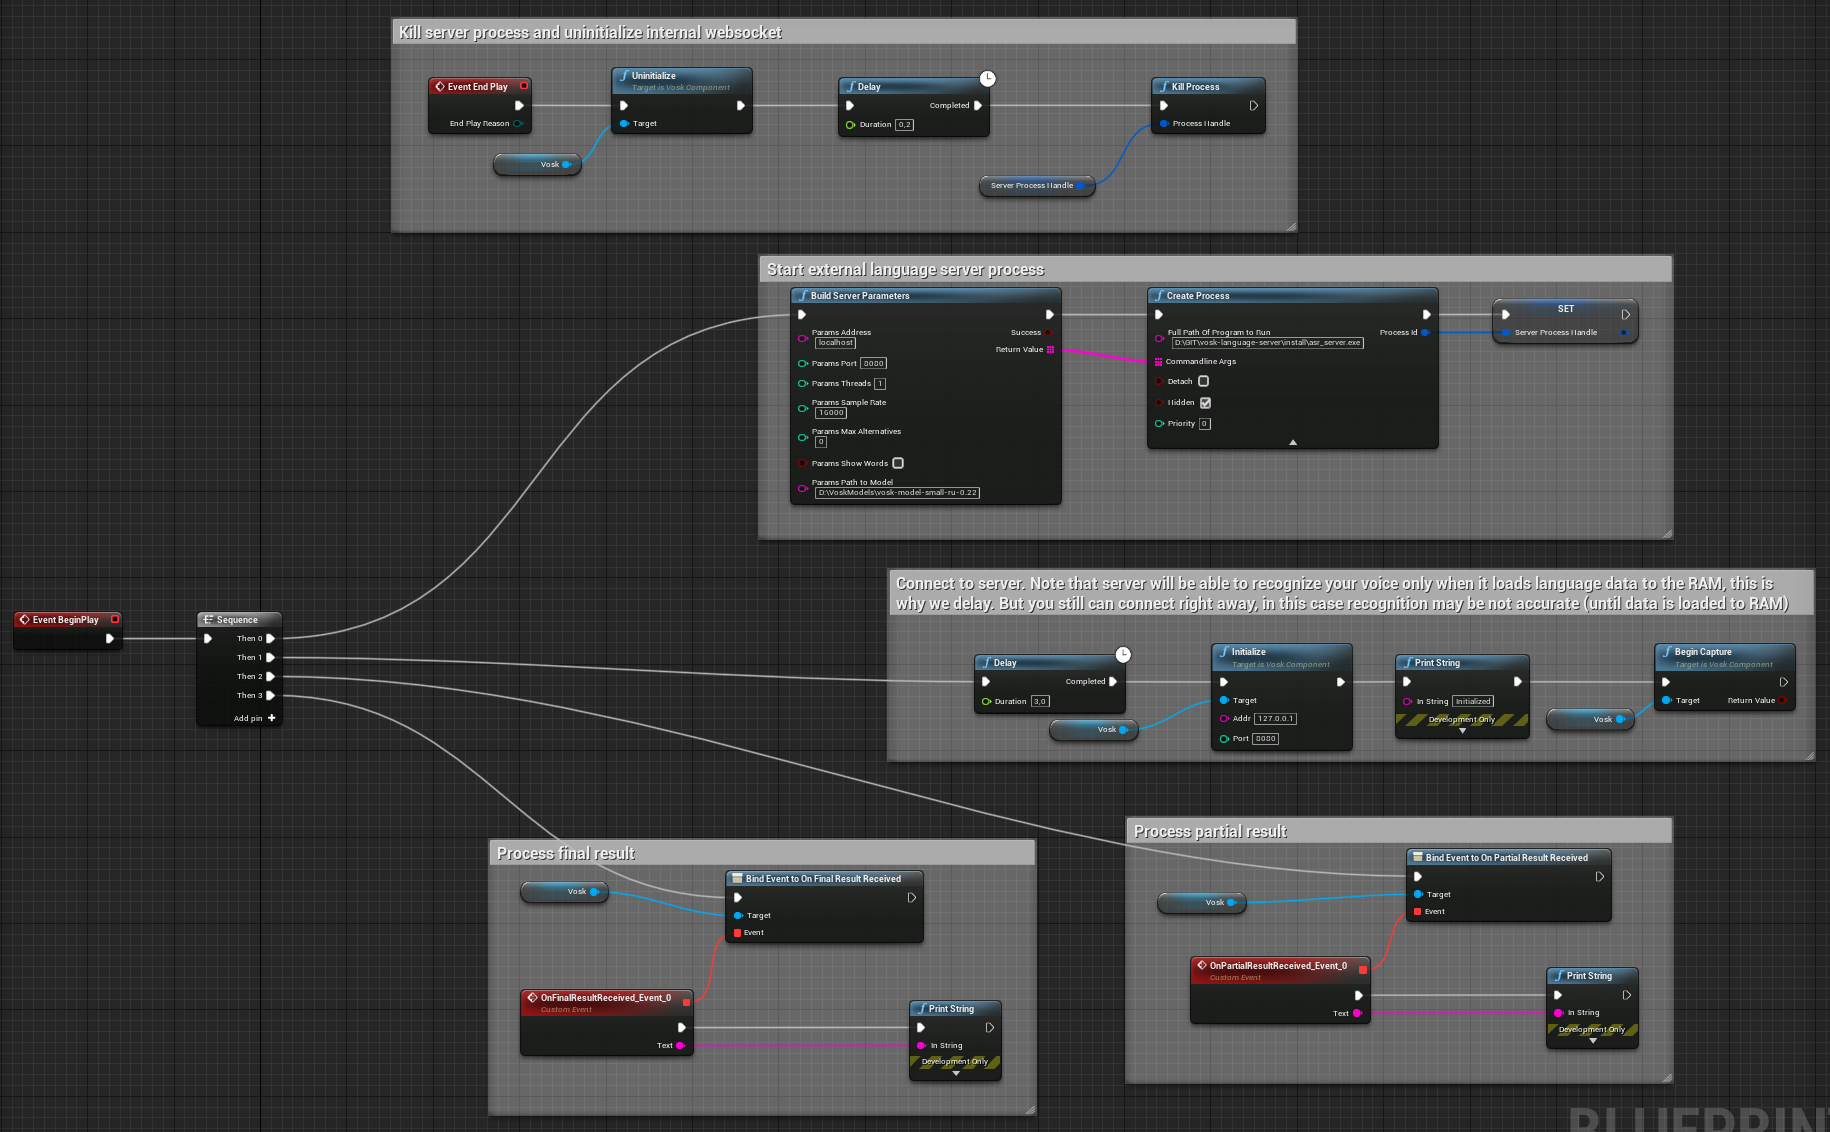 Kill server process and uninitialize internal websocket
Event End Play
End Play Reason
Uninitialize
Target is Vosk Component
Target
Vosk
Delay
Completed
Duration 0,2
Kill Process
Process Handle
Server Process Handle
Start external language server process
Build Server Parameters
Params Address
localhost
Success
Return Value
Params Port 8080
Params Threads 1
Params Sample Rate
16000
Params Max Alternatives
0
Params Show Words
Params Path to Model
D:\VoskModels\vosk-model-small-ru-0.22
Create Process
Full Path Of Program to Run
D:\GIT\vosk-language-server\install\asr_server.exe
Process Id
Commandline Args
Detach
Hidden
Priority 0
SET
Server Process Handle
Event BeginPlay
Sequence
Then 0
Then 1
Then 2
Then 3
Add pin
Connect to server. Note that server will be able to recognize your voice only when it loads language data to the RAM, this is
why we delay. But you still can connect right away, in this case recognition may be not accurate (until data is loaded to RAM)
Delay
Completed
Duration 3,0
Vosk
Initialize
Target is Vosk Component
Target
Addr 127.0.0.1
Port 8080
Print String
In String Initialized
Development Only
Vosk
Begin Capture
Target is Vosk Component
Target
Return Value
Process final result
Vosk
Bind Event to On Final Result Received
Target
Event
OnFinalResultReceived_Event_0
Custom Event
Text
Print String
In String
Development Only
Process partial result
Vosk
Bind Event to On Partial Result Received
Target
Event
OnPartialResultReceived_Event_0
Custom Event
Text
Print String
In String
Development Only
BLUEPRIN